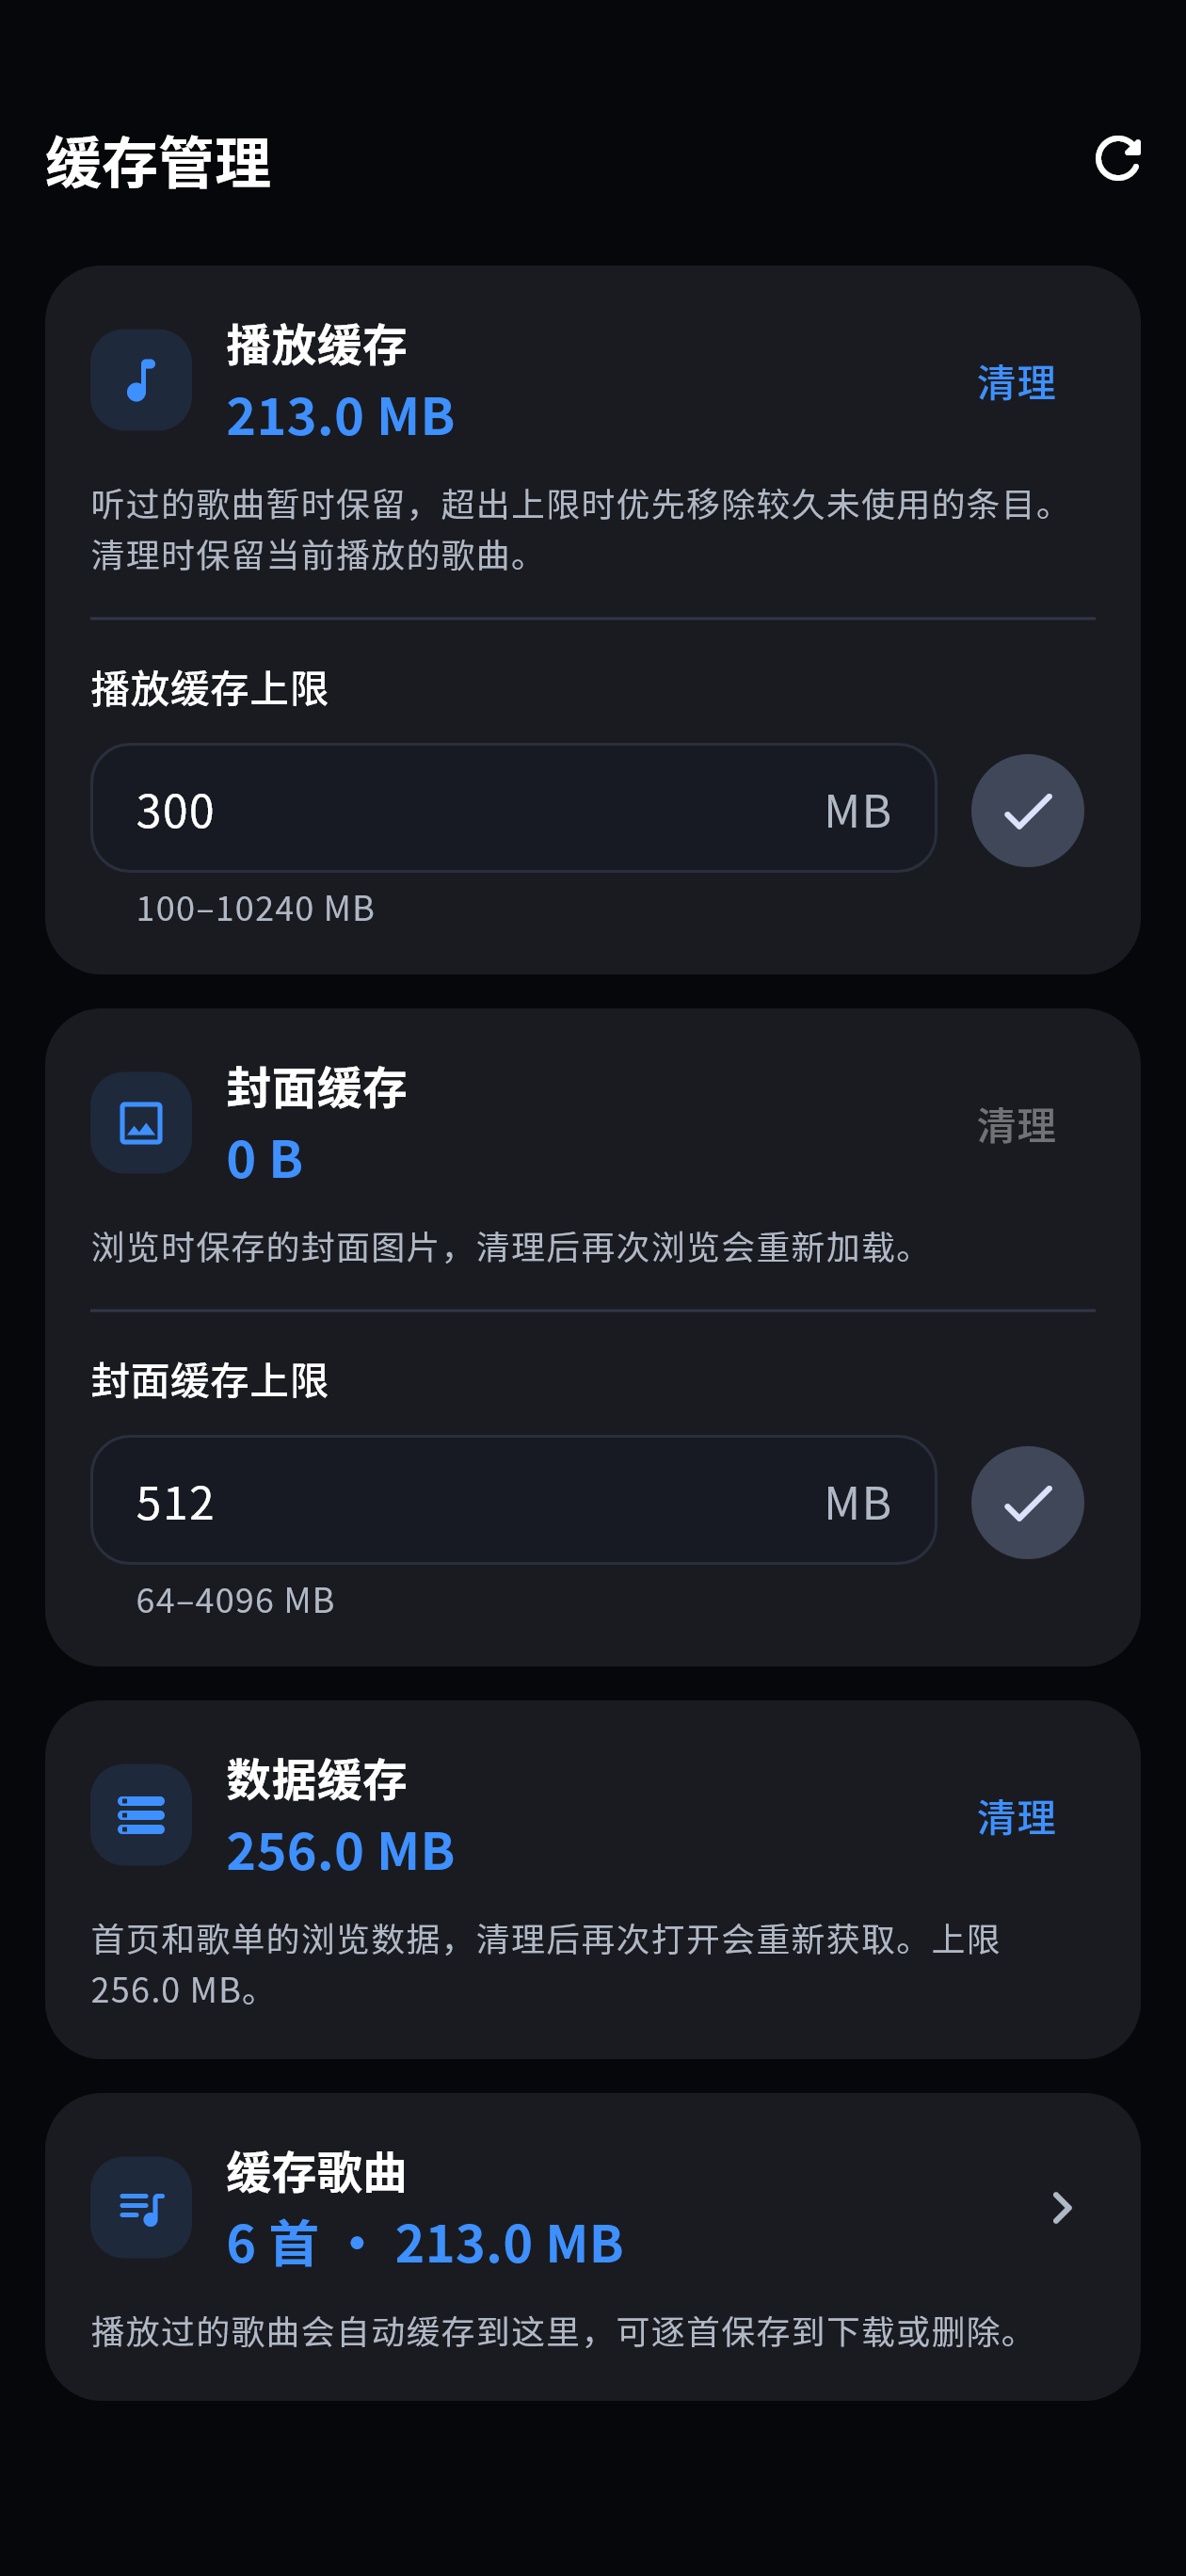 缓存管理
播放缓存
213.0 MB
清理
听过的歌曲暂时保留，超出上限时优先移除较久未使用的条目。
清理时保留当前播放的歌曲。
播放缓存上限
300 MB
100–10240 MB
封面缓存
0 B
清理
浏览时保存的封面图片，清理后再次浏览会重新加载。
封面缓存上限
512 MB
64–4096 MB
数据缓存
256.0 MB
清理
首页和歌单的浏览数据，清理后再次打开会重新获取。上限
256.0 MB。
缓存歌曲
6 首 · 213.0 MB
播放过的歌曲会自动缓存到这里，可逐首保存到下载或删除。